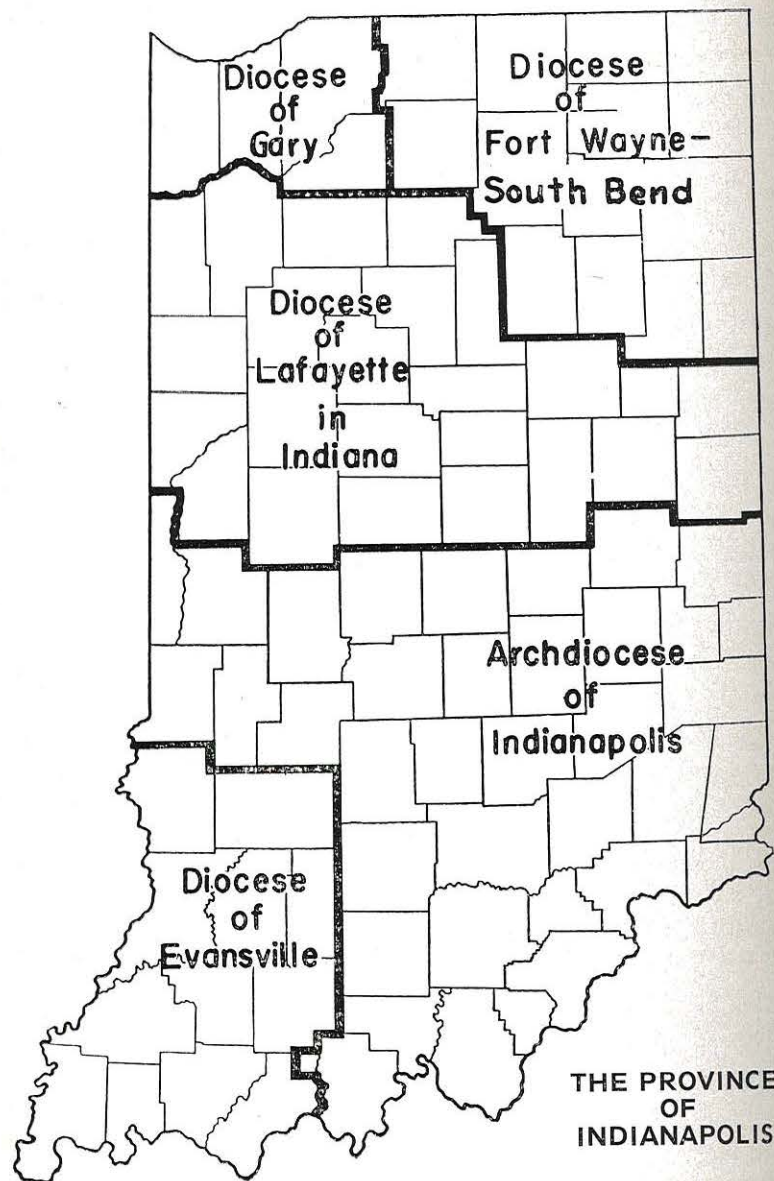 Diocese
of
Gary
Diocese
of
Fort Wayne-
South Bend
Diocese
of
Lafayette
in
Indiana
Archdiocese
of
Indianapolis
Diocese
of
Evansville
THE PROVINCE
OF
INDIANAPOLIS